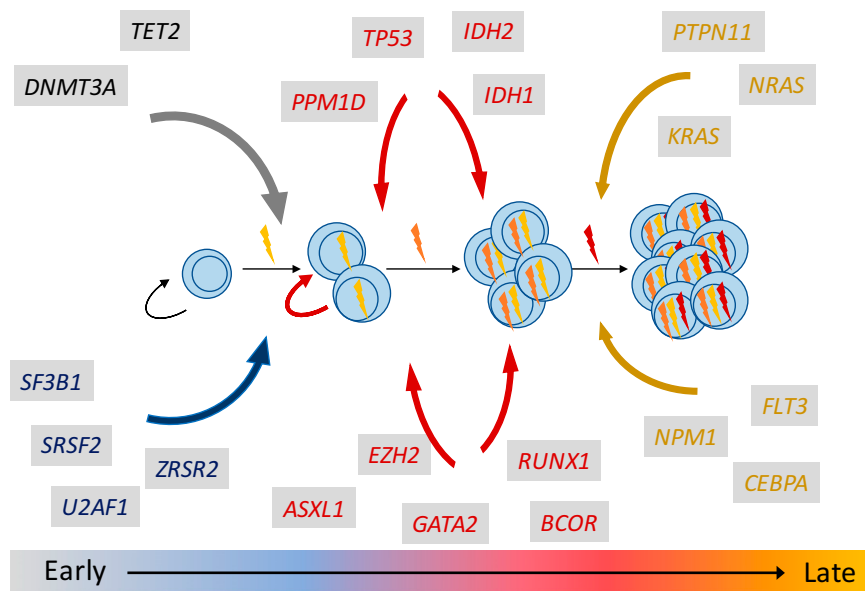 TET2
DNMT3A
TP53
IDH2
PPM1D
IDH1
PTPN11
NRAS
KRAS
SF3B1
SRSF2
ZRSR2
U2AF1
EZH2
ASXL1
GATA2
RUNX1
BCOR
NPM1
FLT3
CEBPA
Early
Late